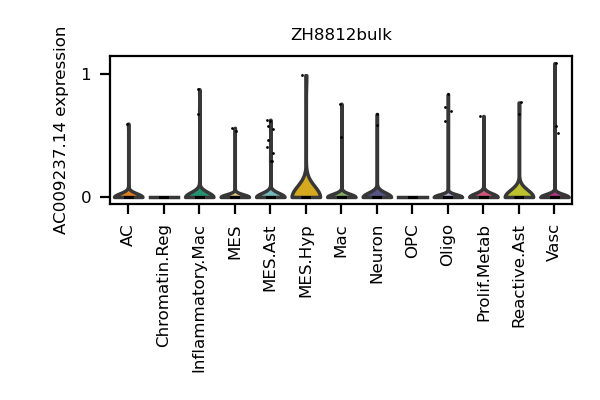 ZH8812bulk
AC009237.14 expression
1
0
AC
Chromatin.Reg
Inflammatory.Mac
MES
MES.Ast
MES.Hyp
Mac
Neuron
OPC
Oligo
Prolif.Metab
Reactive.Ast
Vasc